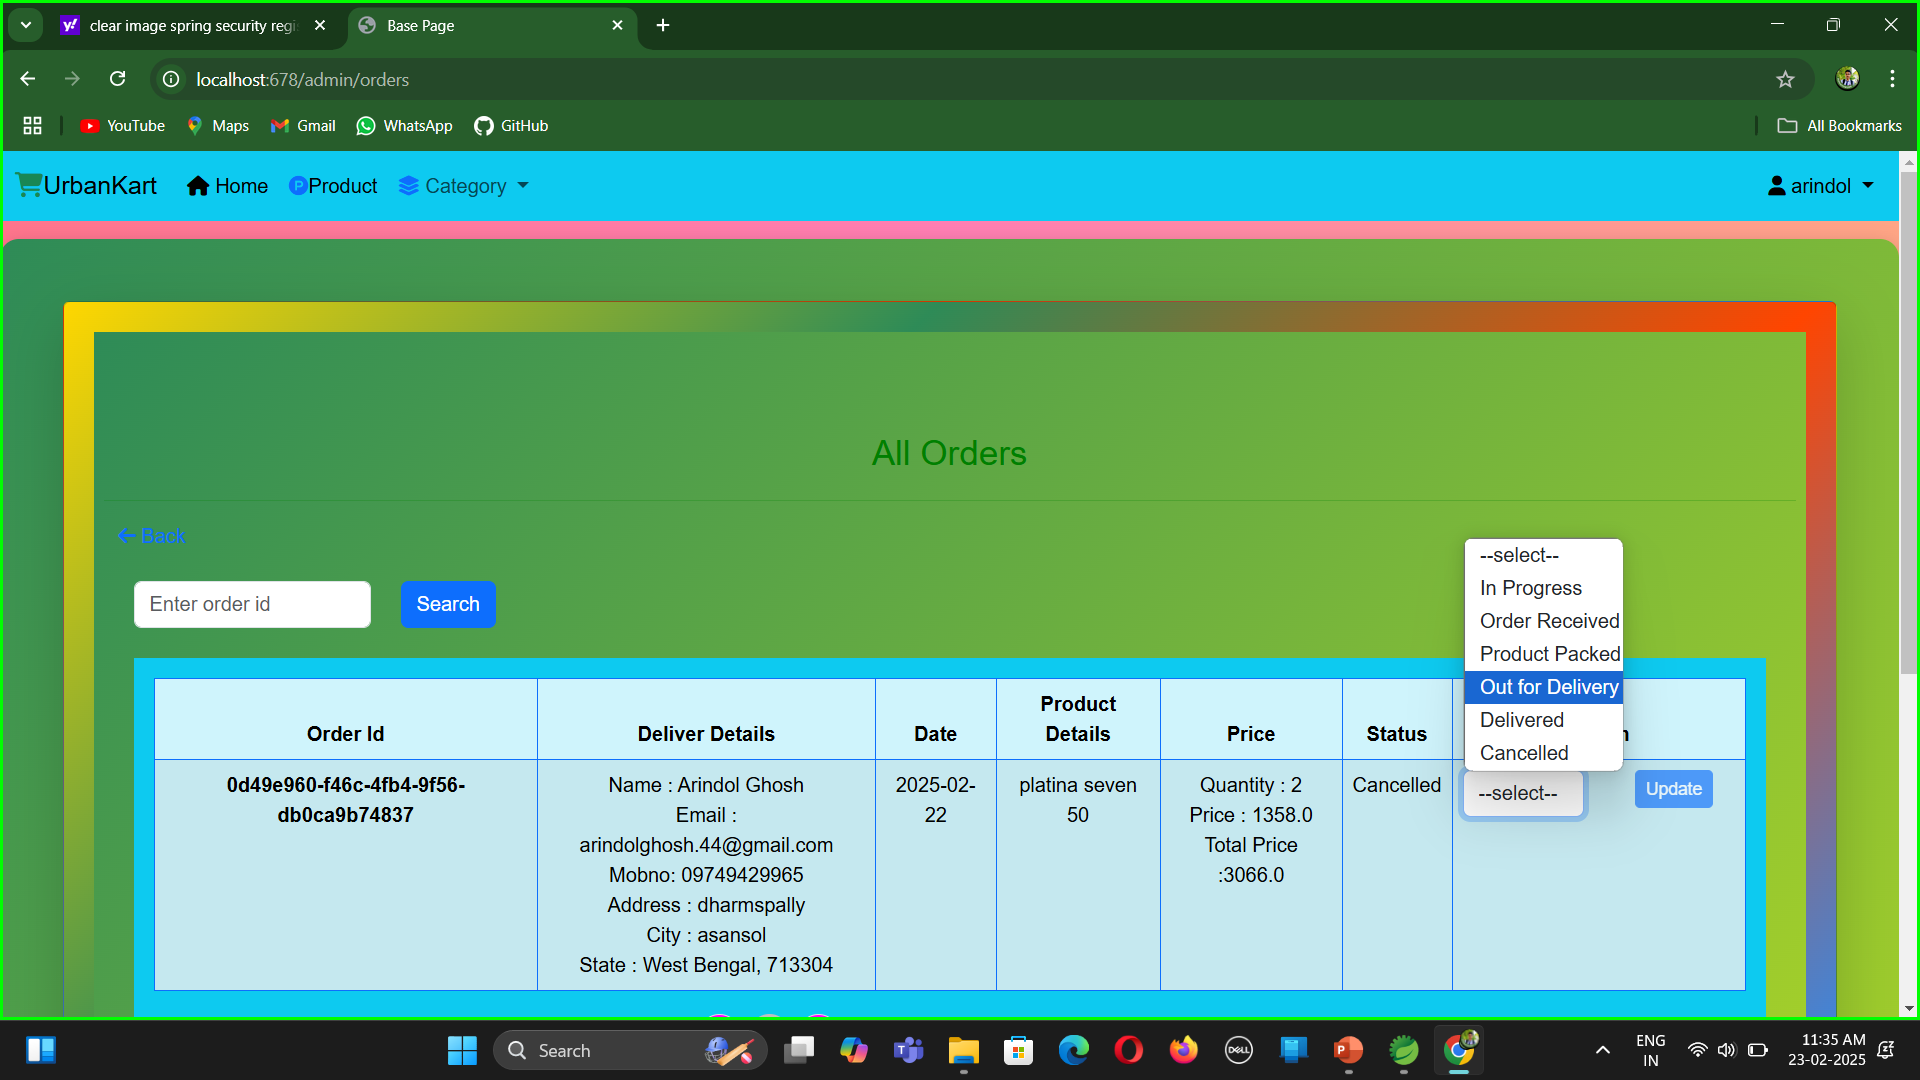 clear image spring security regi
Base Page
localhost:678/admin/orders
YouTube
Maps
Gmail
WhatsApp
GitHub
All Bookmarks
UrbanKart
Home
Product
Category
arindol
All Orders
Back
Enter order id
Search
--select--
In Progress
Order Received
Product Packed
Out for Delivery
Delivered
Cancelled
Order Id
Deliver Details
Date
Product
Details
Price
Status
0d49e960-f46c-4fb4-9f56-
db0ca9b74837
Name : Arindol Ghosh
Email :
arindolghosh.44@gmail.com
Mobno: 09749429965
Address : dharmspally
City : asansol
State : West Bengal, 713304
2025-02-
22
platina seven
50
Quantity : 2
Price : 1358.0
Total Price
:3066.0
Cancelled
--select--
Update
Search
DELL
ENG
IN
11:35 AM
23-02-2025